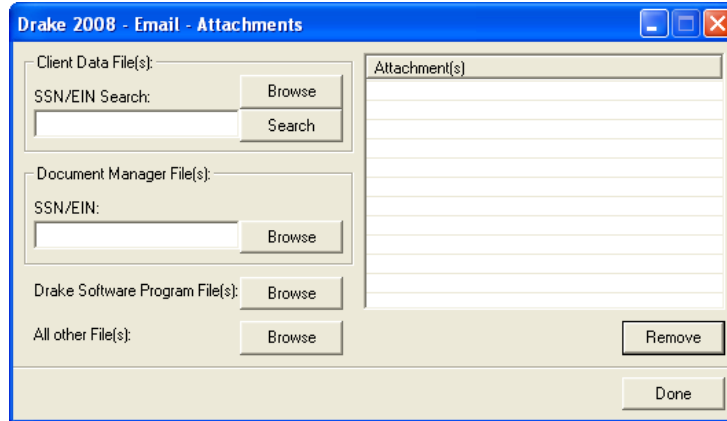 Drake 2008 - Email - Attachments
Client Data File(s):
SSN/EIN Search:
Browse
Search
Document Manager File(s):
SSN/EIN:
Browse
Drake Software Program File(s):
Browse
All other File(s):
Browse
Attachment(s)
Remove
Done